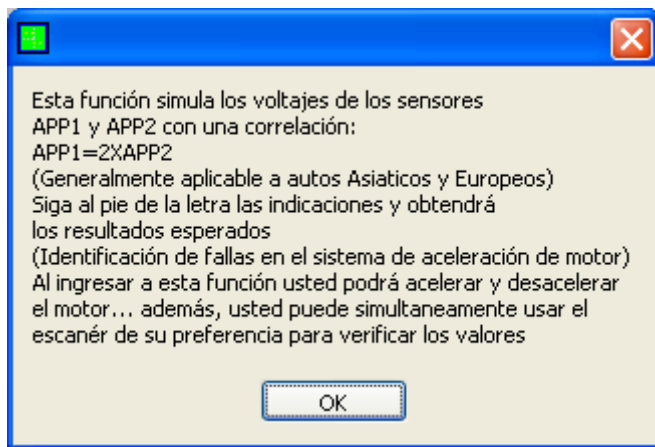 Esta función simula los voltajes de los sensores
APP1 y APP2 con una correlación:
APP1=2XAPP2
(Generalmente aplicable a autos Asiaticos y Europeos)
Siga al pie de la letra las indicaciones y obtendrá
los resultados esperados
(Identificación de fallas en el sistema de aceleración de motor)
Al ingresar a esta función usted podrá acelerar y desacelerar
el motor... además, usted puede simultaneamente usar el
escanér de su preferencia para verificar los valores
OK